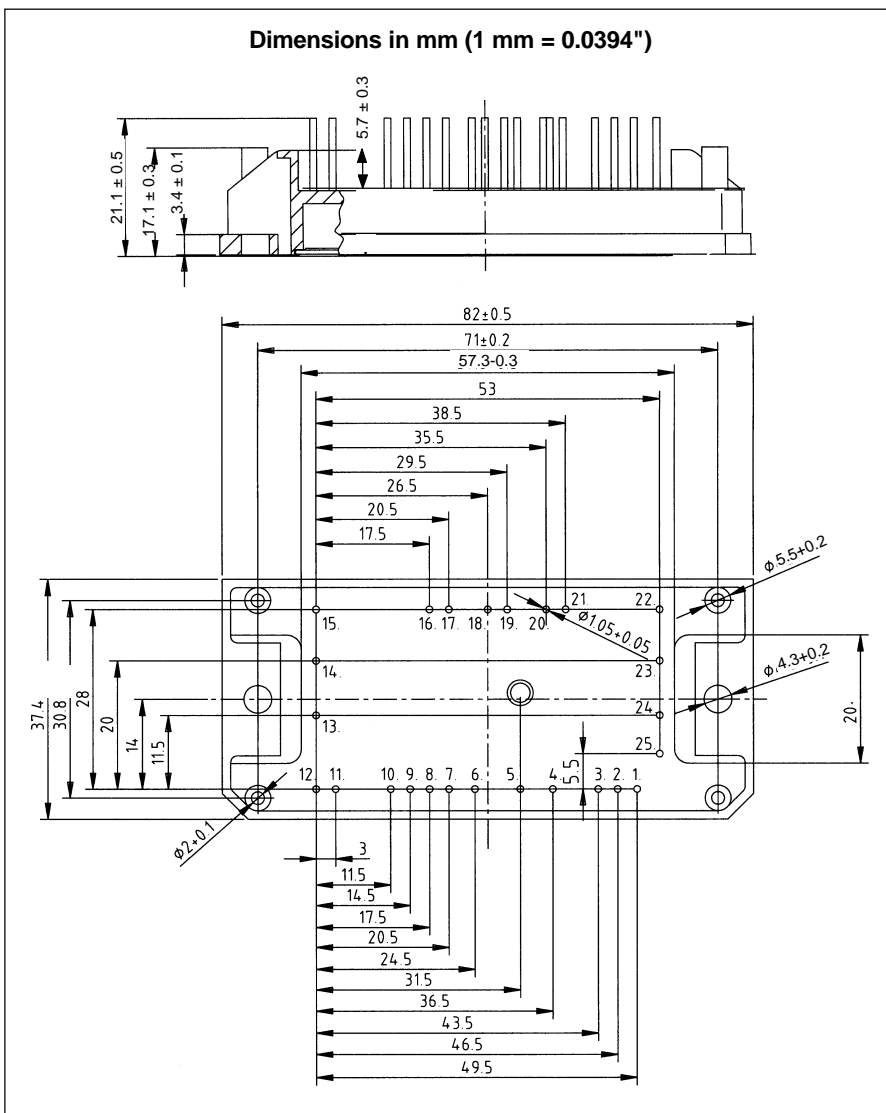 Dimensions in mm (1 mm = 0.0394")
5.7 ± 0.3
21.1 ± 0.5
17.1 ± 0.3
3.4 ± 0.1
82±0.5
71±0.2
57.3-0.3
53
38.5
35.5
29.5
26.5
20.5
17.5
ϕ 5.5+0.2
15. 16. 17. 18. 19. 20. 21. 22.
Ø1.05+0.05
14. 23.
ϕ 4.3+0.2
37.4
30.8
28
20
14
11.5
20.
13. 24.
25.
5.5
12. 11. 10. 9. 8. 7. 6. 5. 4. 3. 2. 1.
Ø2+0.1
3
11.5
14.5
17.5
20.5
24.5
31.5
36.5
43.5
46.5
49.5